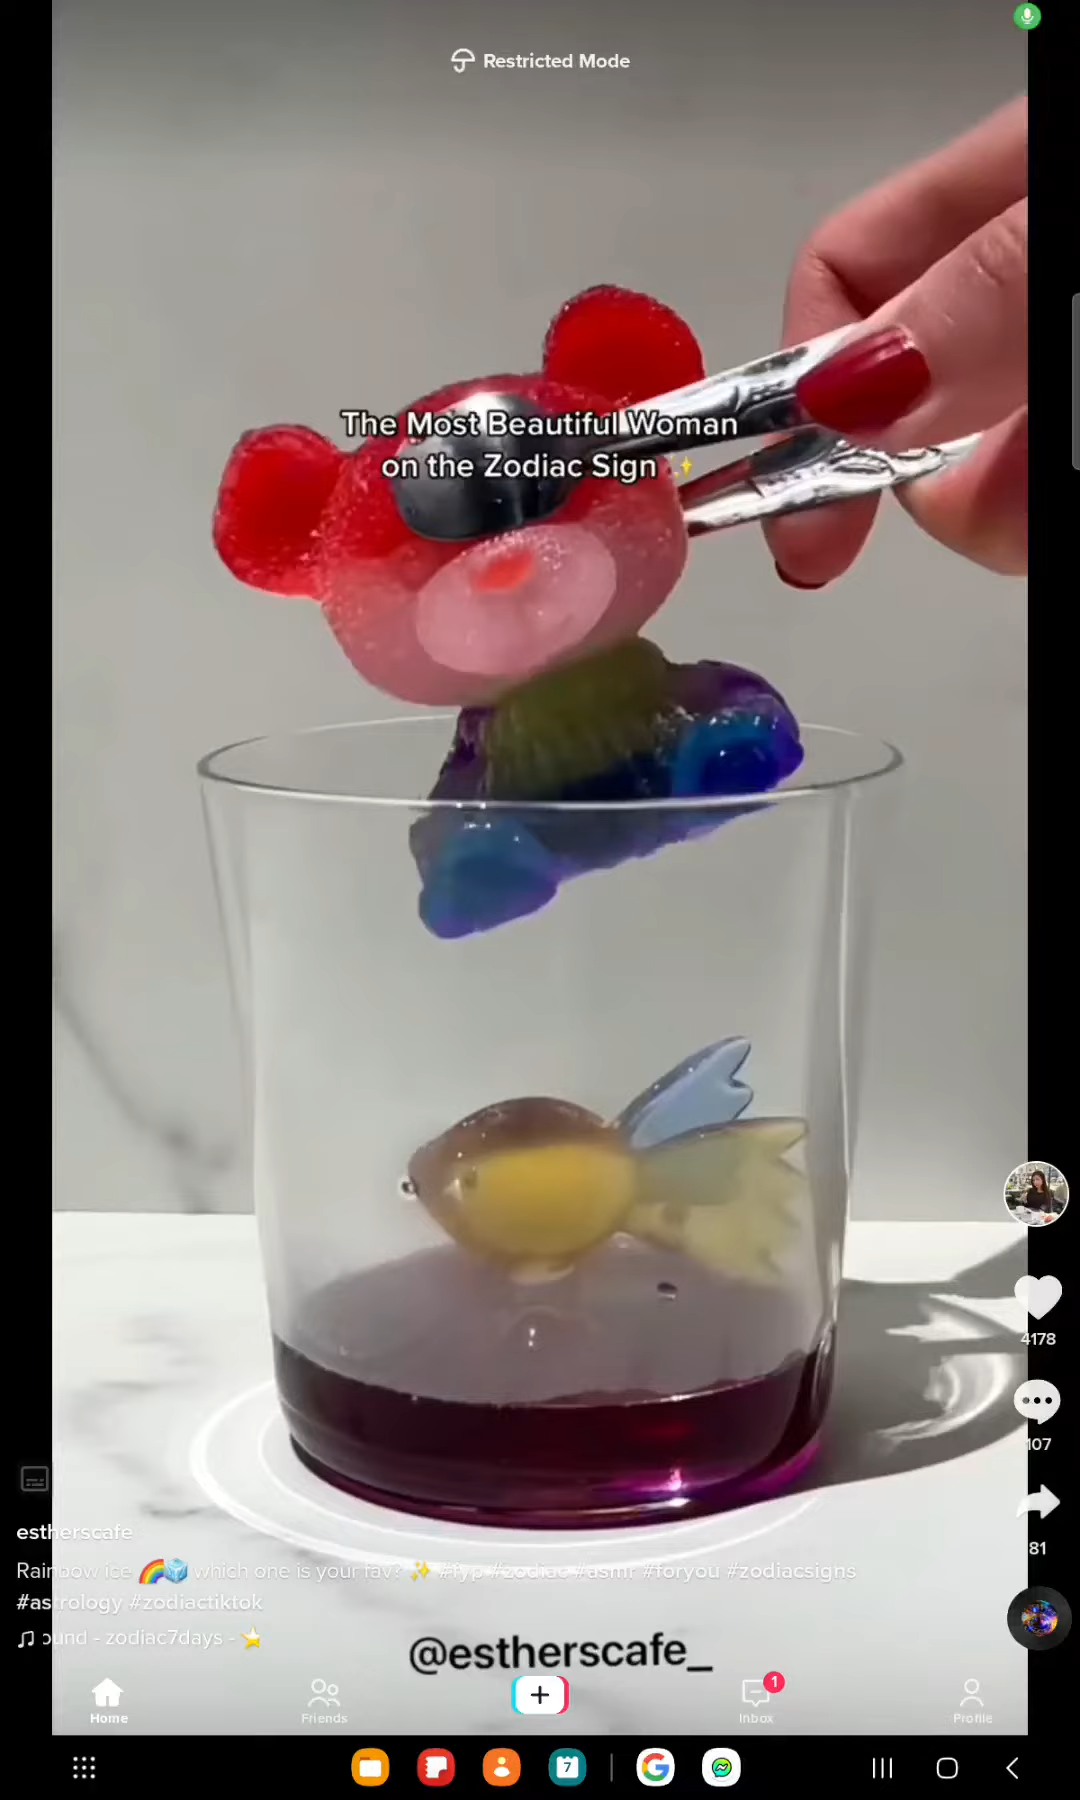 Restricted Mode
The Most Beautiful Woman
on the Zodiac Sign ✨
4178
107
81
estherscafe
Rainbow ice 🌈🧊 which one is your fav? ✨ #fyp #zodiac #asmr #foryou #zodiacsigns
#astrology #zodiactiktok
ound - zodiac7days - ⭐
@estherscafe_
1
Home
Friends
Inbox
Profile
7